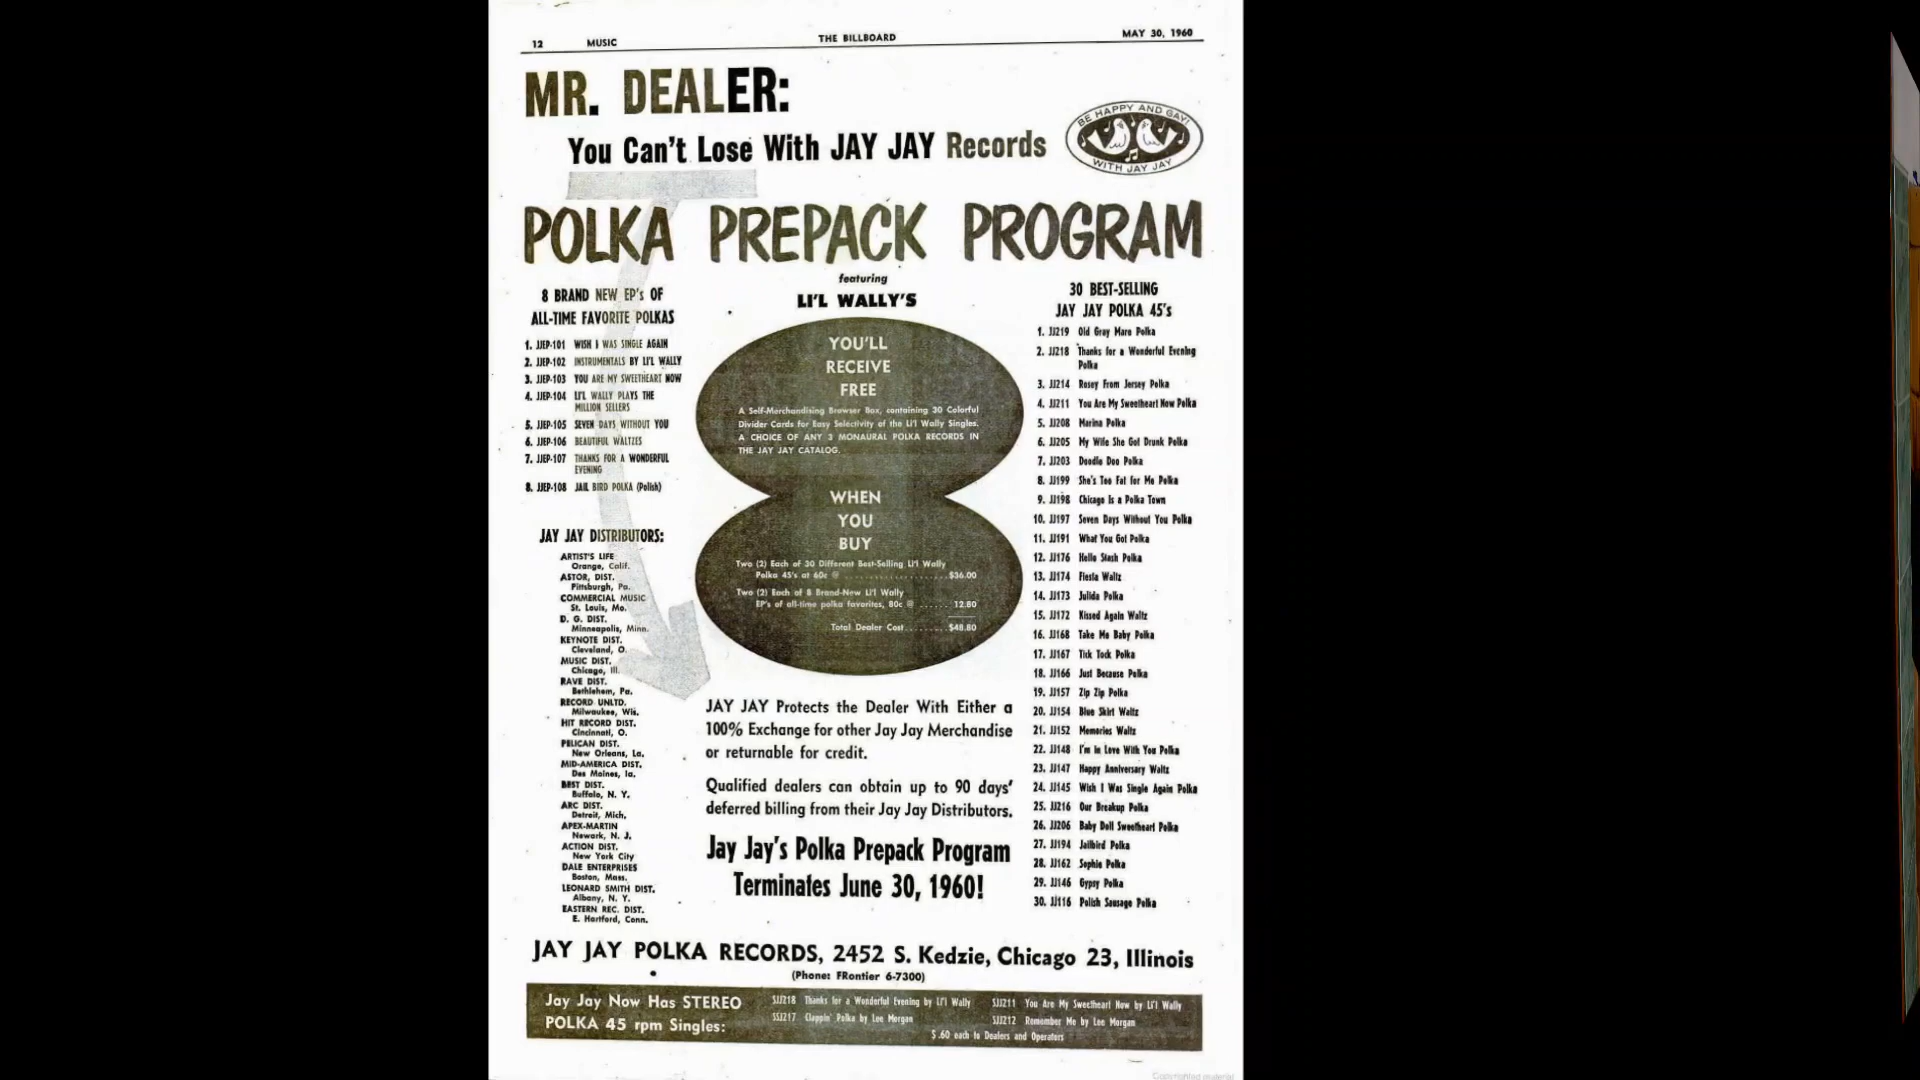 12 MUSIC THE BILLBOARD MAY 30, 1960
MR. DEALER:
You Can't Lose With JAY JAY Records
BE HAPPY AND GAY!
WITH JAY JAY
POLKA PREPACK PROGRAM
featuring
LI'L WALLY'S
8 BRAND NEW EP's OF
ALL-TIME FAVORITE POLKAS
1. JJEP-101 WISH I WAS SINGLE AGAIN
2. JJEP-102 INSTRUMENTALS BY LI'L WALLY
3. JJEP-103 YOU ARE MY SWEETHEART NOW
4. JJEP-104 LI'L WALLY PLAYS THE
MILLION SELLERS
5. JJEP-105 SEVEN DAYS WITHOUT YOU
6. JJEP-106 BEAUTIFUL WALTZES
7. JJEP-107 THANKS FOR A WONDERFUL
EVENING
8. JJEP-108 JAIL BIRD POLKA (Polish)
JAY JAY DISTRIBUTORS:
ARTIST'S LIFE
Orange, Calif.
ASTOR, DIST.
Pittsburgh, Pa.
COMMERCIAL MUSIC
St. Louis, Mo.
D. G. DIST.
Minneapolis, Minn.
KEYNOTE DIST.
Cleveland, O.
MUSIC DIST.
Chicago, Ill.
RAVE DIST.
Bethlehem, Pa.
RECORD UNLTD.
Milwaukee, Wis.
HIT RECORD DIST.
Cincinnati, O.
PELICAN DIST.
New Orleans, La.
MID-AMERICA DIST.
Des Moines, Ia.
BEST DIST.
Buffalo, N. Y.
ARC DIST.
Detroit, Mich.
APEX-MARTIN
Newark, N. J.
ACTION DIST.
New York City
DALE ENTERPRISES
Boston, Mass.
LEONARD SMITH DIST.
Albany, N. Y.
EASTERN REC. DIST.
E. Hartford, Conn.
YOU'LL
RECEIVE
FREE
A Self-Merchandising Browser Box, containing 30 Colorful
Divider Cards for Easy Selectivity of the Li'l Wally Singles.
A CHOICE OF ANY 3 MONAURAL POLKA RECORDS IN
THE JAY JAY CATALOG.
WHEN
YOU
BUY
Two (2) Each of 30 Different Best-Selling Li'l Wally
Polka 45's at 60c @ .................... $36.00
Two (2) Each of 8 Brand-New Li'l Wally
EP's of all-time polka favorites, 80c @ ...... 12.80
Total Dealer Cost ......... $48.80
JAY JAY Protects the Dealer With Either a
100% Exchange for other Jay Jay Merchandise
or returnable for credit.
Qualified dealers can obtain up to 90 days'
deferred billing from their Jay Jay Distributors.
Jay Jay's Polka Prepack Program
Terminates June 30, 1960!
30 BEST-SELLING
JAY JAY POLKA 45's
1. JJ219 Old Gray Mare Polka
2. JJ218 Thanks for a Wonderful Evening
Polka
3. JJ214 Rosey From Jersey Polka
4. JJ211 You Are My Sweetheart Now Polka
5. JJ208 Marina Polka
6. JJ205 My Wife She Got Drunk Polka
7. JJ203 Doodle Doo Polka
8. JJ199 She's Too Fat for Me Polka
9. JJ198 Chicago Is a Polka Town
10. JJ197 Seven Days Without You Polka
11. JJ191 What You Got Polka
12. JJ176 Hello Stash Polka
13. JJ174 Fiesta Waltz
14. JJ173 Julida Polka
15. JJ172 Kissed Again Waltz
16. JJ168 Take Me Baby Polka
17. JJ167 Tick Tock Polka
18. JJ166 Just Because Polka
19. JJ157 Zip Zip Polka
20. JJ154 Blue Skirt Waltz
21. JJ152 Memories Waltz
22. JJ148 I'm In Love With You Polka
23. JJ147 Happy Anniversary Waltz
24. JJ145 Wish I Was Single Again Polka
25. JJ216 Our Breakup Polka
26. JJ206 Baby Doll Sweetheart Polka
27. JJ194 Jailbird Polka
28. JJ162 Sophie Polka
29. JJ146 Gypsy Polka
30. JJ116 Polish Sausage Polka
JAY JAY POLKA RECORDS, 2452 S. Kedzie, Chicago 23, Illinois
(Phone: FRontier 6-7300)
Jay Jay Now Has STEREO
POLKA 45 rpm Singles:
SJJ218 Thanks for a Wonderful Evening by Li'l Wally
SSJ217 Clappin' Polka by Lee Morgan
SJJ211 You Are My Sweetheart Now by Li'l Wally
SJJ212 Remember Me by Lee Morgan
$ .60 each to Dealers and Operators
Copyrighted material